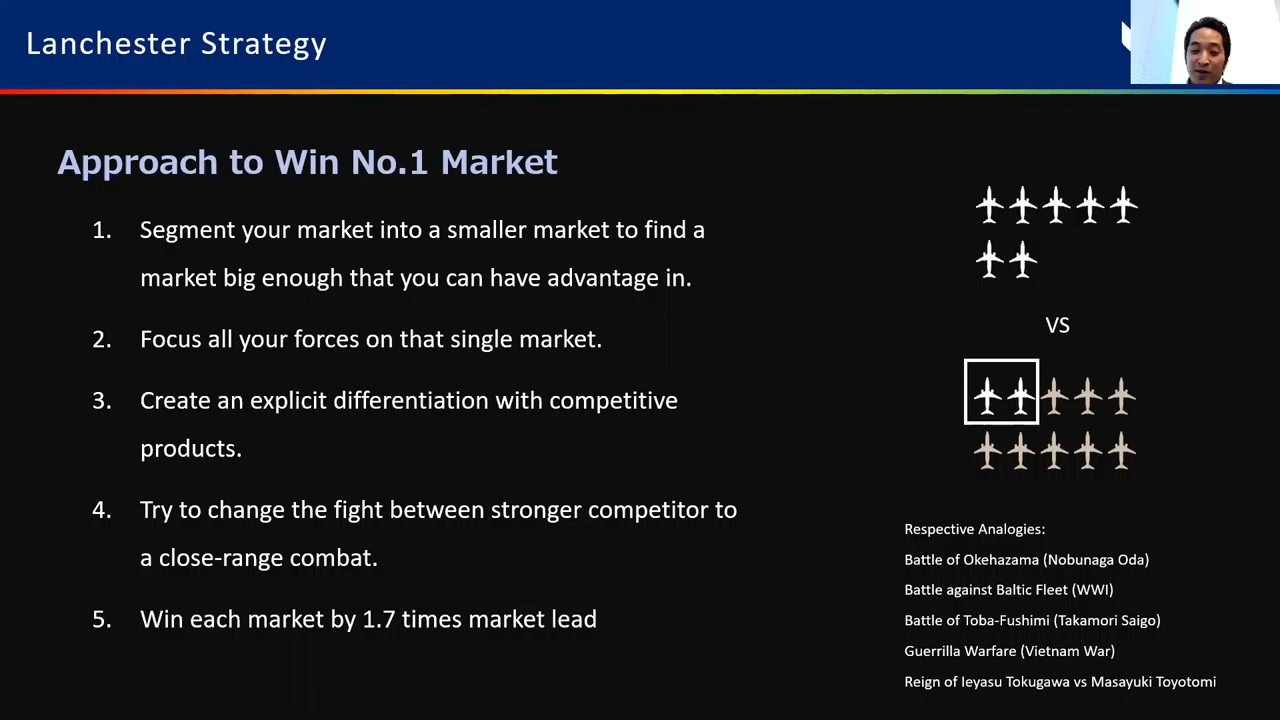 Lanchester Strategy
Approach to Win No.1 Market
1. Segment your market into a smaller market to find a
market big enough that you can have advantage in.
2. Focus all your forces on that single market.
3. Create an explicit differentiation with competitive
products.
4. Try to change the fight between stronger competitor to
a close-range combat.
5. Win each market by 1.7 times market lead
VS
Respective Analogies:
Battle of Okehazama (Nobunaga Oda)
Battle against Baltic Fleet (WWI)
Battle of Toba-Fushimi (Takamori Saigo)
Guerrilla Warfare (Vietnam War)
Reign of Ieyasu Tokugawa vs Masayuki Toyotomi